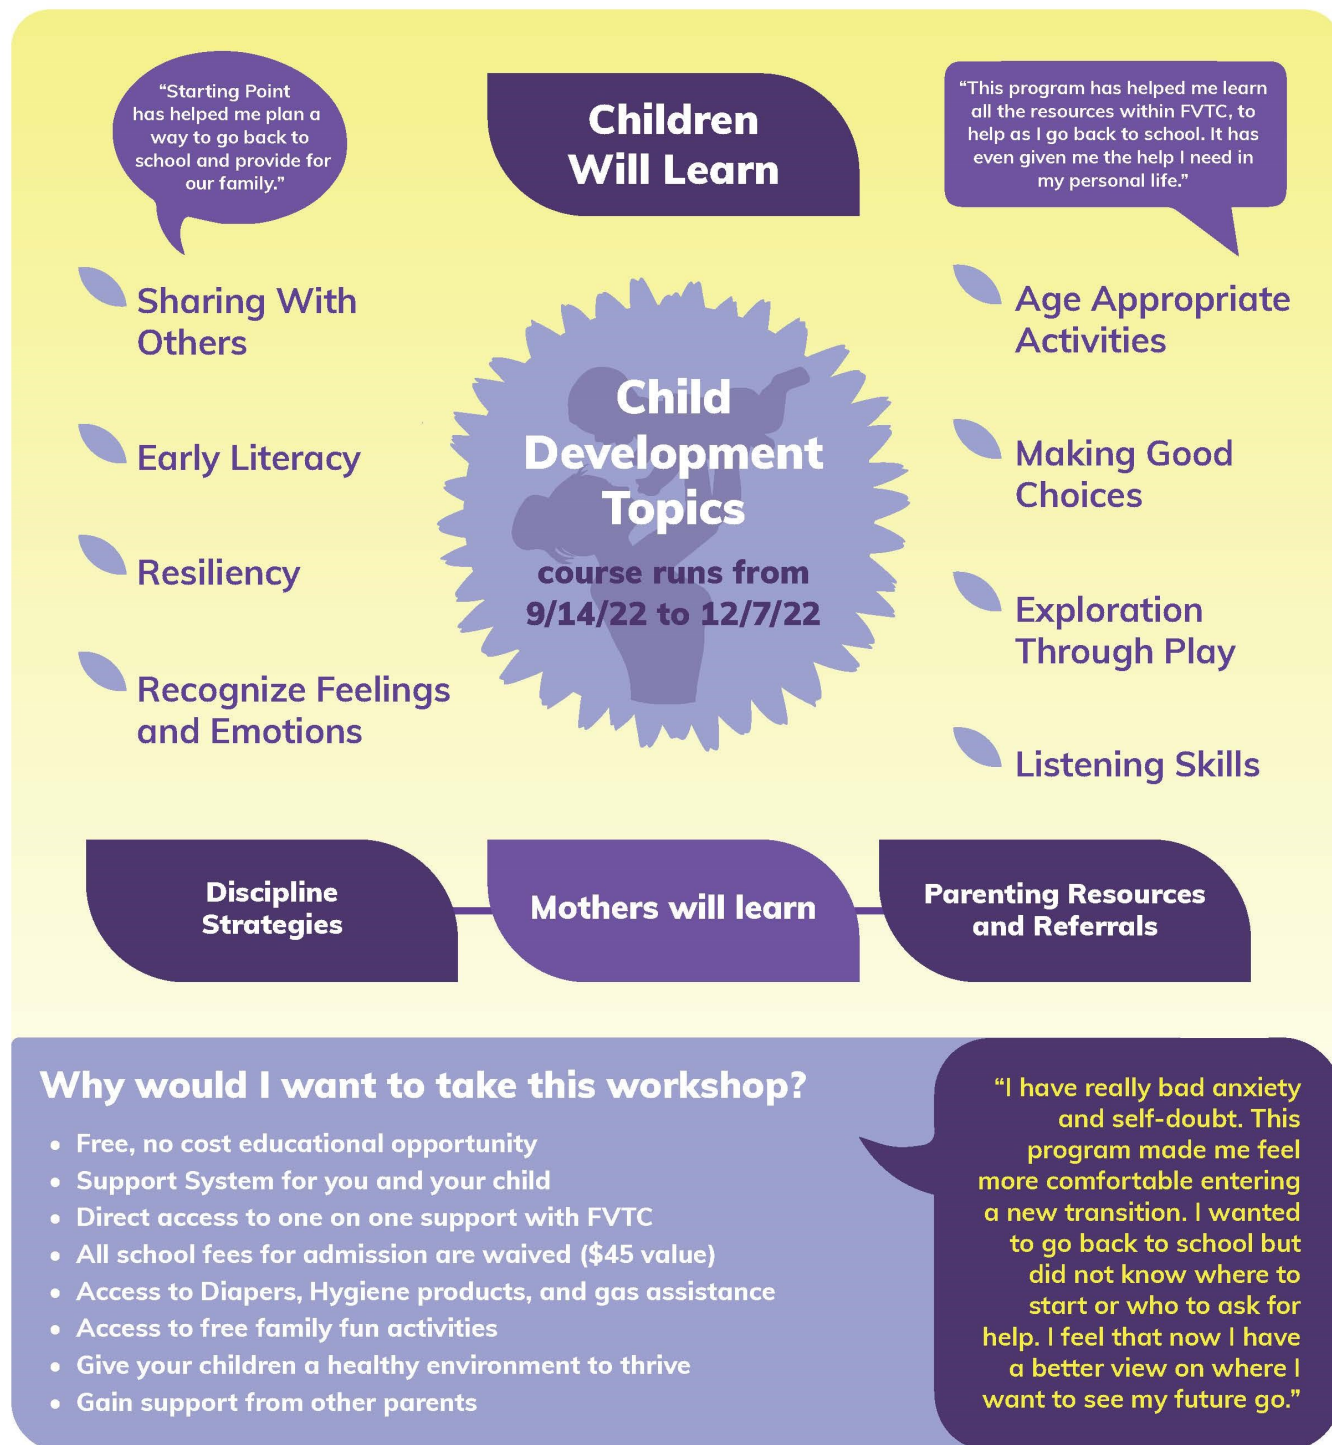 “Starting Point
has helped me plan a
way to go back to
school and provide for
our family.”
Children
Will Learn
“This program has helped me learn
all the resources within FVTC, to
help as I go back to school. It has
even given me the help I need in
my personal life.”
Sharing With
Others
Early Literacy
Resiliency
Recognize Feelings
and Emotions
Child
Development
Topics
course runs from
9/14/22 to 12/7/22
Age Appropriate
Activities
Making Good
Choices
Exploration
Through Play
Listening Skills
Discipline
Strategies
Mothers will learn
Parenting Resources
and Referrals
Why would I want to take this workshop?
• Free, no cost educational opportunity
• Support System for you and your child
• Direct access to one on one support with FVTC
• All school fees for admission are waived ($45 value)
• Access to Diapers, Hygiene products, and gas assistance
• Access to free family fun activities
• Give your children a healthy environment to thrive
• Gain support from other parents
“I have really bad anxiety
and self-doubt. This
program made me feel
more comfortable entering
a new transition. I wanted
to go back to school but
did not know where to
start or who to ask for
help. I feel that now I have
a better view on where I
want to see my future go.”